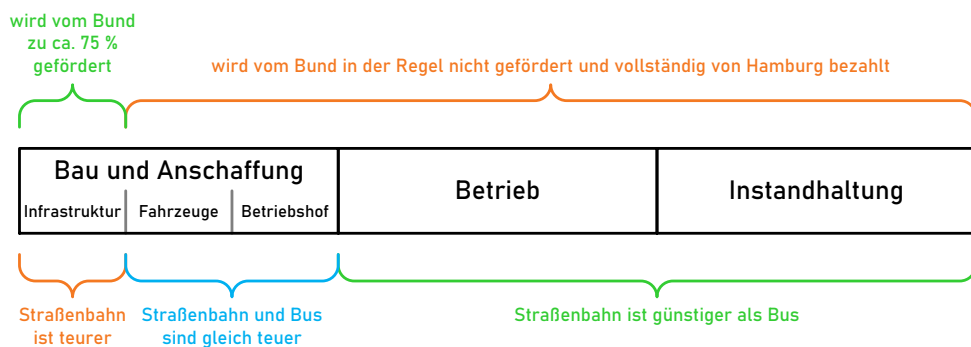 wird vom Bund
zu ca. 75 %
gefördert
wird vom Bund in der Regel nicht gefördert und vollständig von Hamburg bezahlt
Bau und Anschaffung
Infrastruktur
Fahrzeuge
Betriebshof
Betrieb
Instandhaltung
Straßenbahn
ist teurer
Straßenbahn und Bus
sind gleich teuer
Straßenbahn ist günstiger als Bus